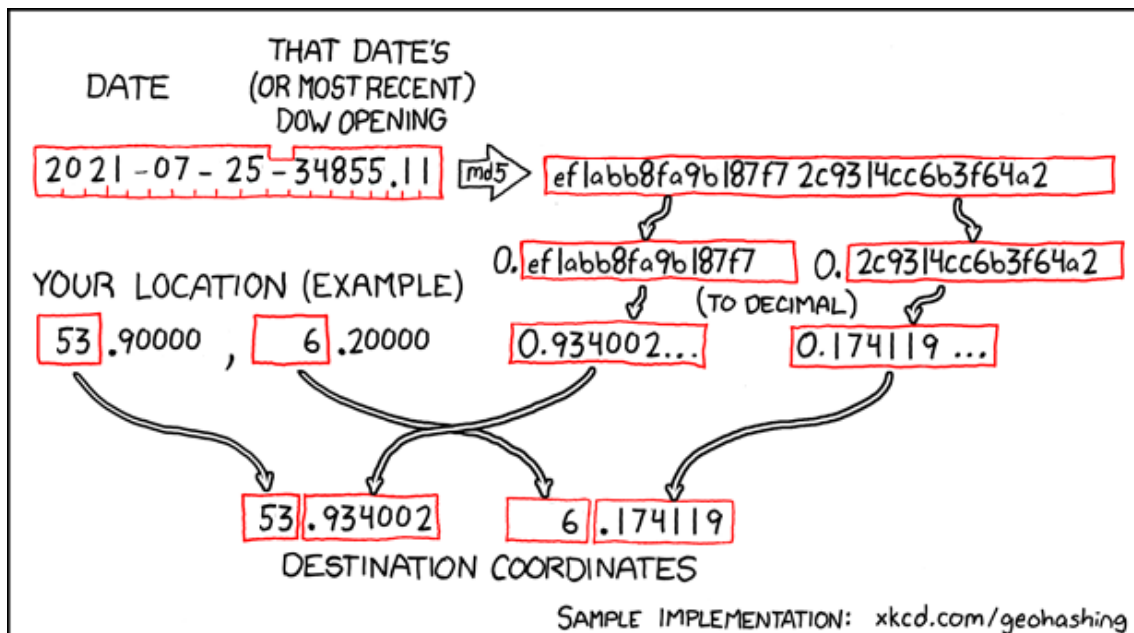 DATE
THAT DATE'S
(OR MOST RECENT)
DOW OPENING
2021-07-25-34855.11
md5
ef1abb8fa9b187f7 2c9314cc6b3f64a2
0. ef1abb8fa9b187f7
0. 2c9314cc6b3f64a2
(TO DECIMAL)
YOUR LOCATION (EXAMPLE)
53.90000, 6.20000
0.934002...
0.174119 ...
53.934002
6.174119
DESTINATION COORDINATES
SAMPLE IMPLEMENTATION: xkcd.com/geohashing